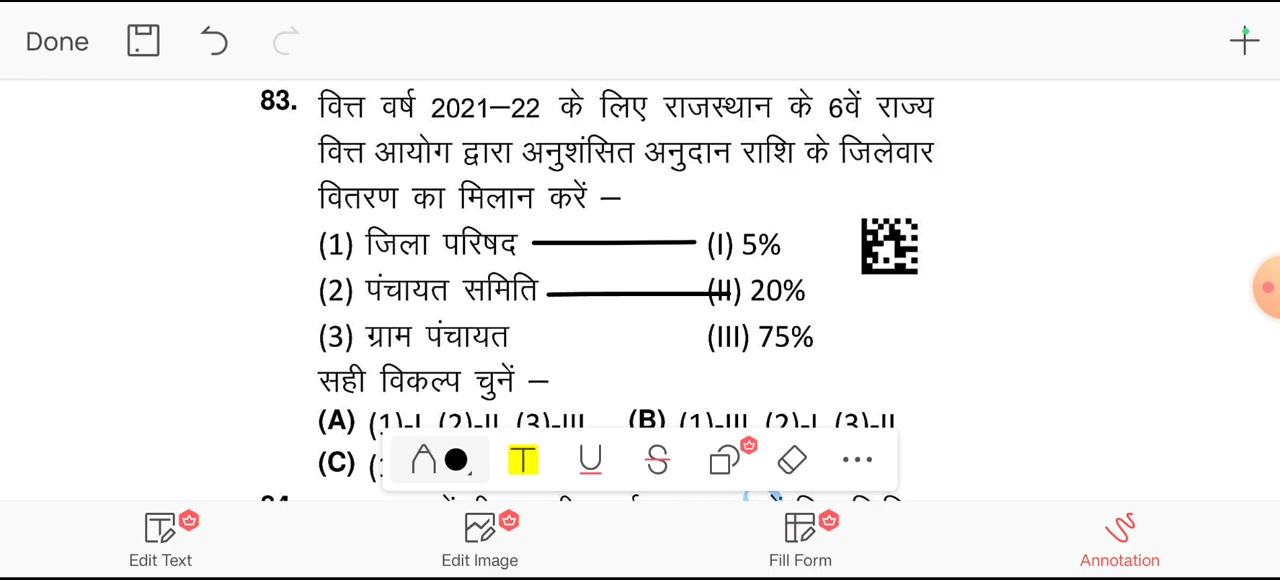 Done
83. वित्त वर्ष 2021–22 के लिए राजस्थान के 6वें राज्य
वित्त आयोग द्वारा अनुशंसित अनुदान राशि के जिलेवार
वितरण का मिलान करें –
(1) जिला परिषद (I) 5%
(2) पंचायत समिति (II) 20%
(3) ग्राम पंचायत (III) 75%
सही विकल्प चुनें –
(A) (1)-I, (2)-II, (3)-III (B) (1)-III, (2)-I, (3)-II
(C)
Edit Text Edit Image Fill Form Annotation